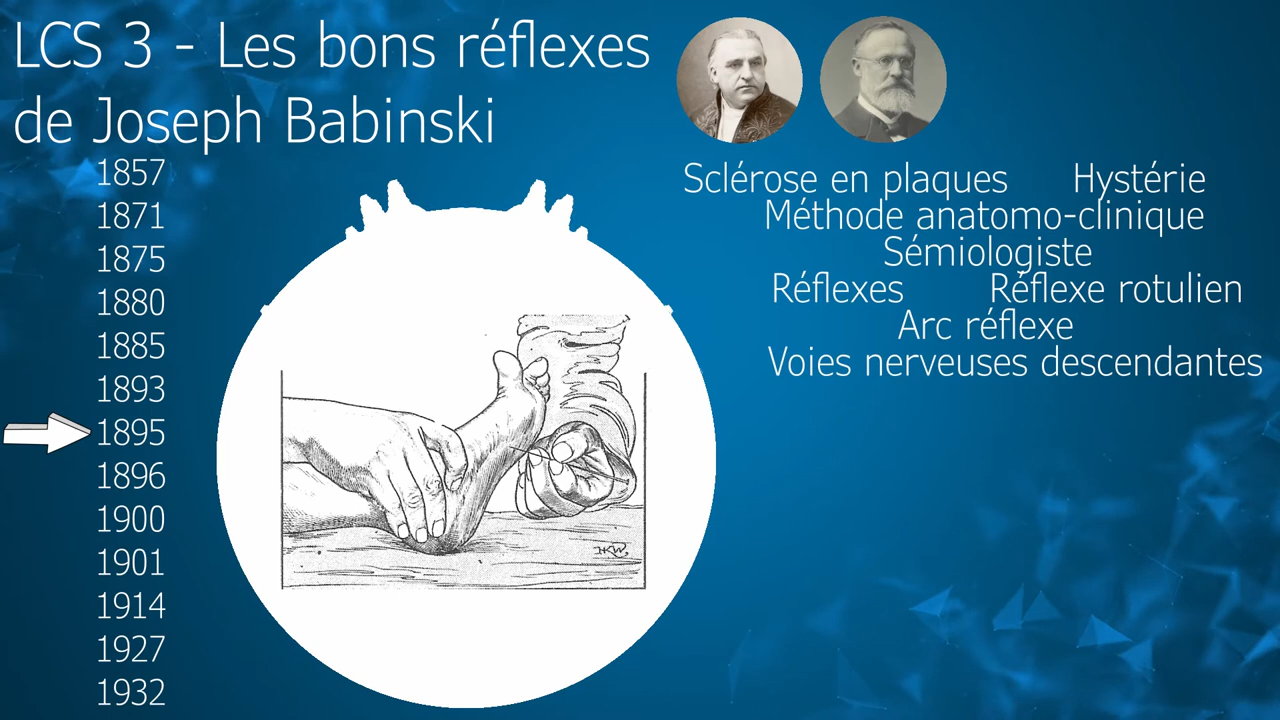 LCS 3 - Les bons réflexes
de Joseph Babinski
1857
1871
1875
1880
1885
1893
1895
1896
1900
1901
1914
1927
1932
Sclérose en plaques Hystérie
Méthode anatomo-clinique
Sémiologiste
Réflexes Réflexe rotulien
Arc réflexe
Voies nerveuses descendantes